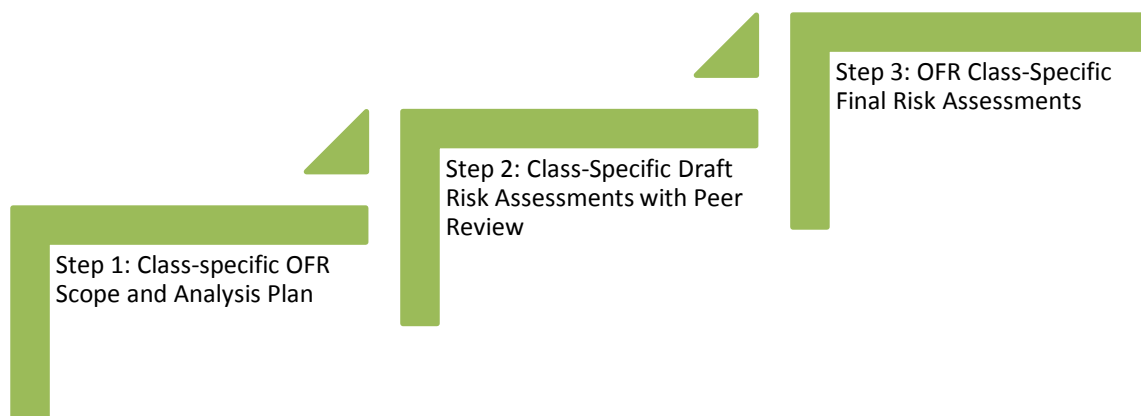 Step 3: OFR Class-Specific
Final Risk Assessments
Step 2: Class-Specific Draft
Risk Assessments with Peer
Review
Step 1: Class-specific OFR
Scope and Analysis Plan